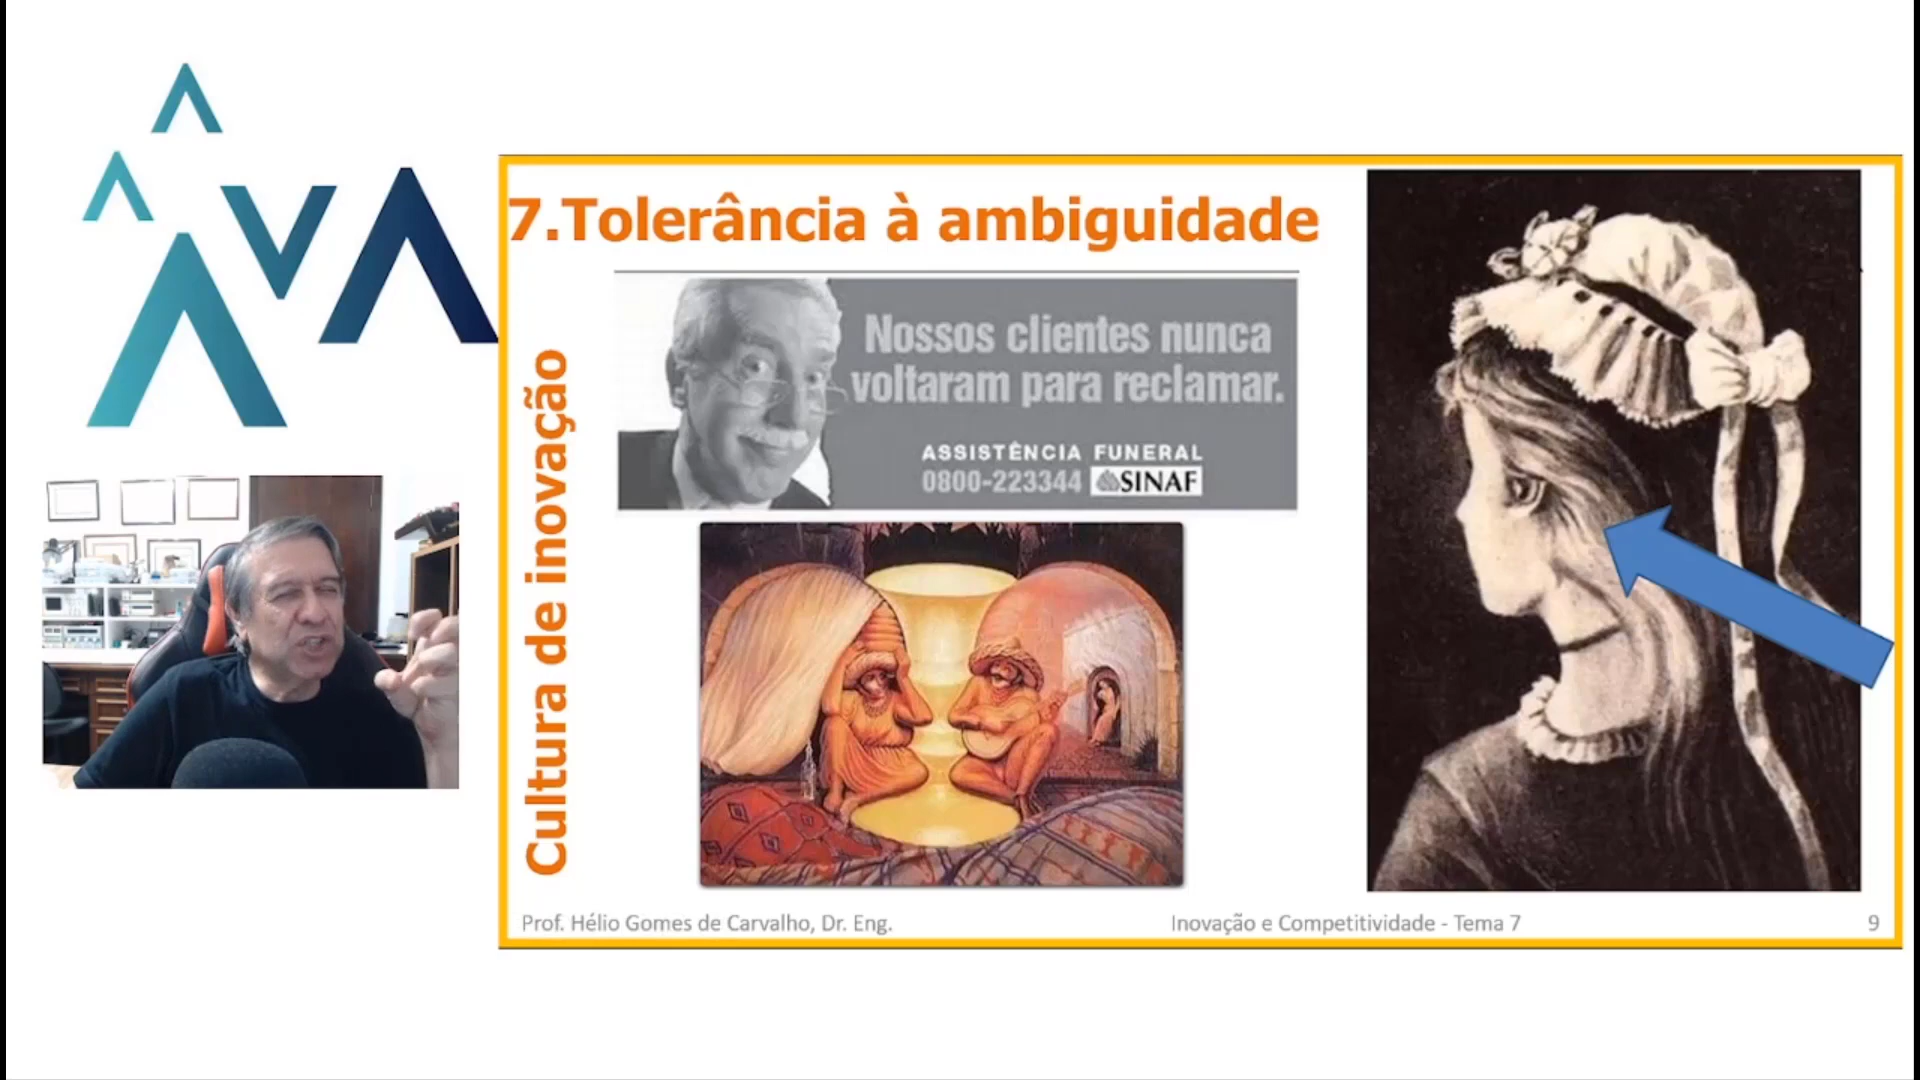 7.Tolerância à ambiguidade
Cultura de inovação
Nossos clientes nunca
voltaram para reclamar.
ASSISTÊNCIA FUNERAL
0800-223344 SINAF
Prof. Hélio Gomes de Carvalho, Dr. Eng.
Inovação e Competitividade - Tema 7
9